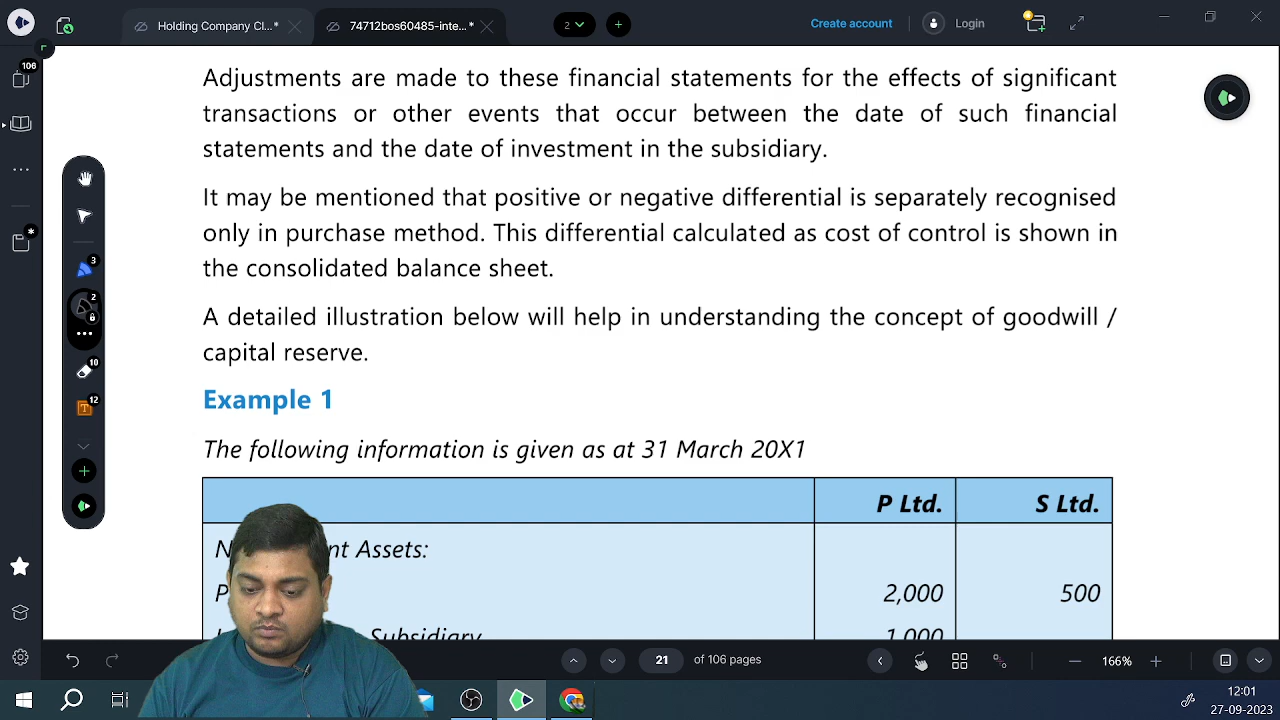 Holding Company Cl...*
74712bos60485-inte...*
2
Create account
Login
106
Adjustments are made to these financial statements for the effects of significant
transactions or other events that occur between the date of such financial
statements and the date of investment in the subsidiary.
It may be mentioned that positive or negative differential is separately recognised
only in purchase method. This differential calculated as cost of control is shown in
the consolidated balance sheet.
A detailed illustration below will help in understanding the concept of goodwill /
capital reserve.
Example 1
The following information is given as at 31 March 20X1
P Ltd. S Ltd.
nt Assets:
2,000 500
Subsidiary 1,000
3
2
10
T 12
21 of 106 pages
166%
12:01
27-09-2023